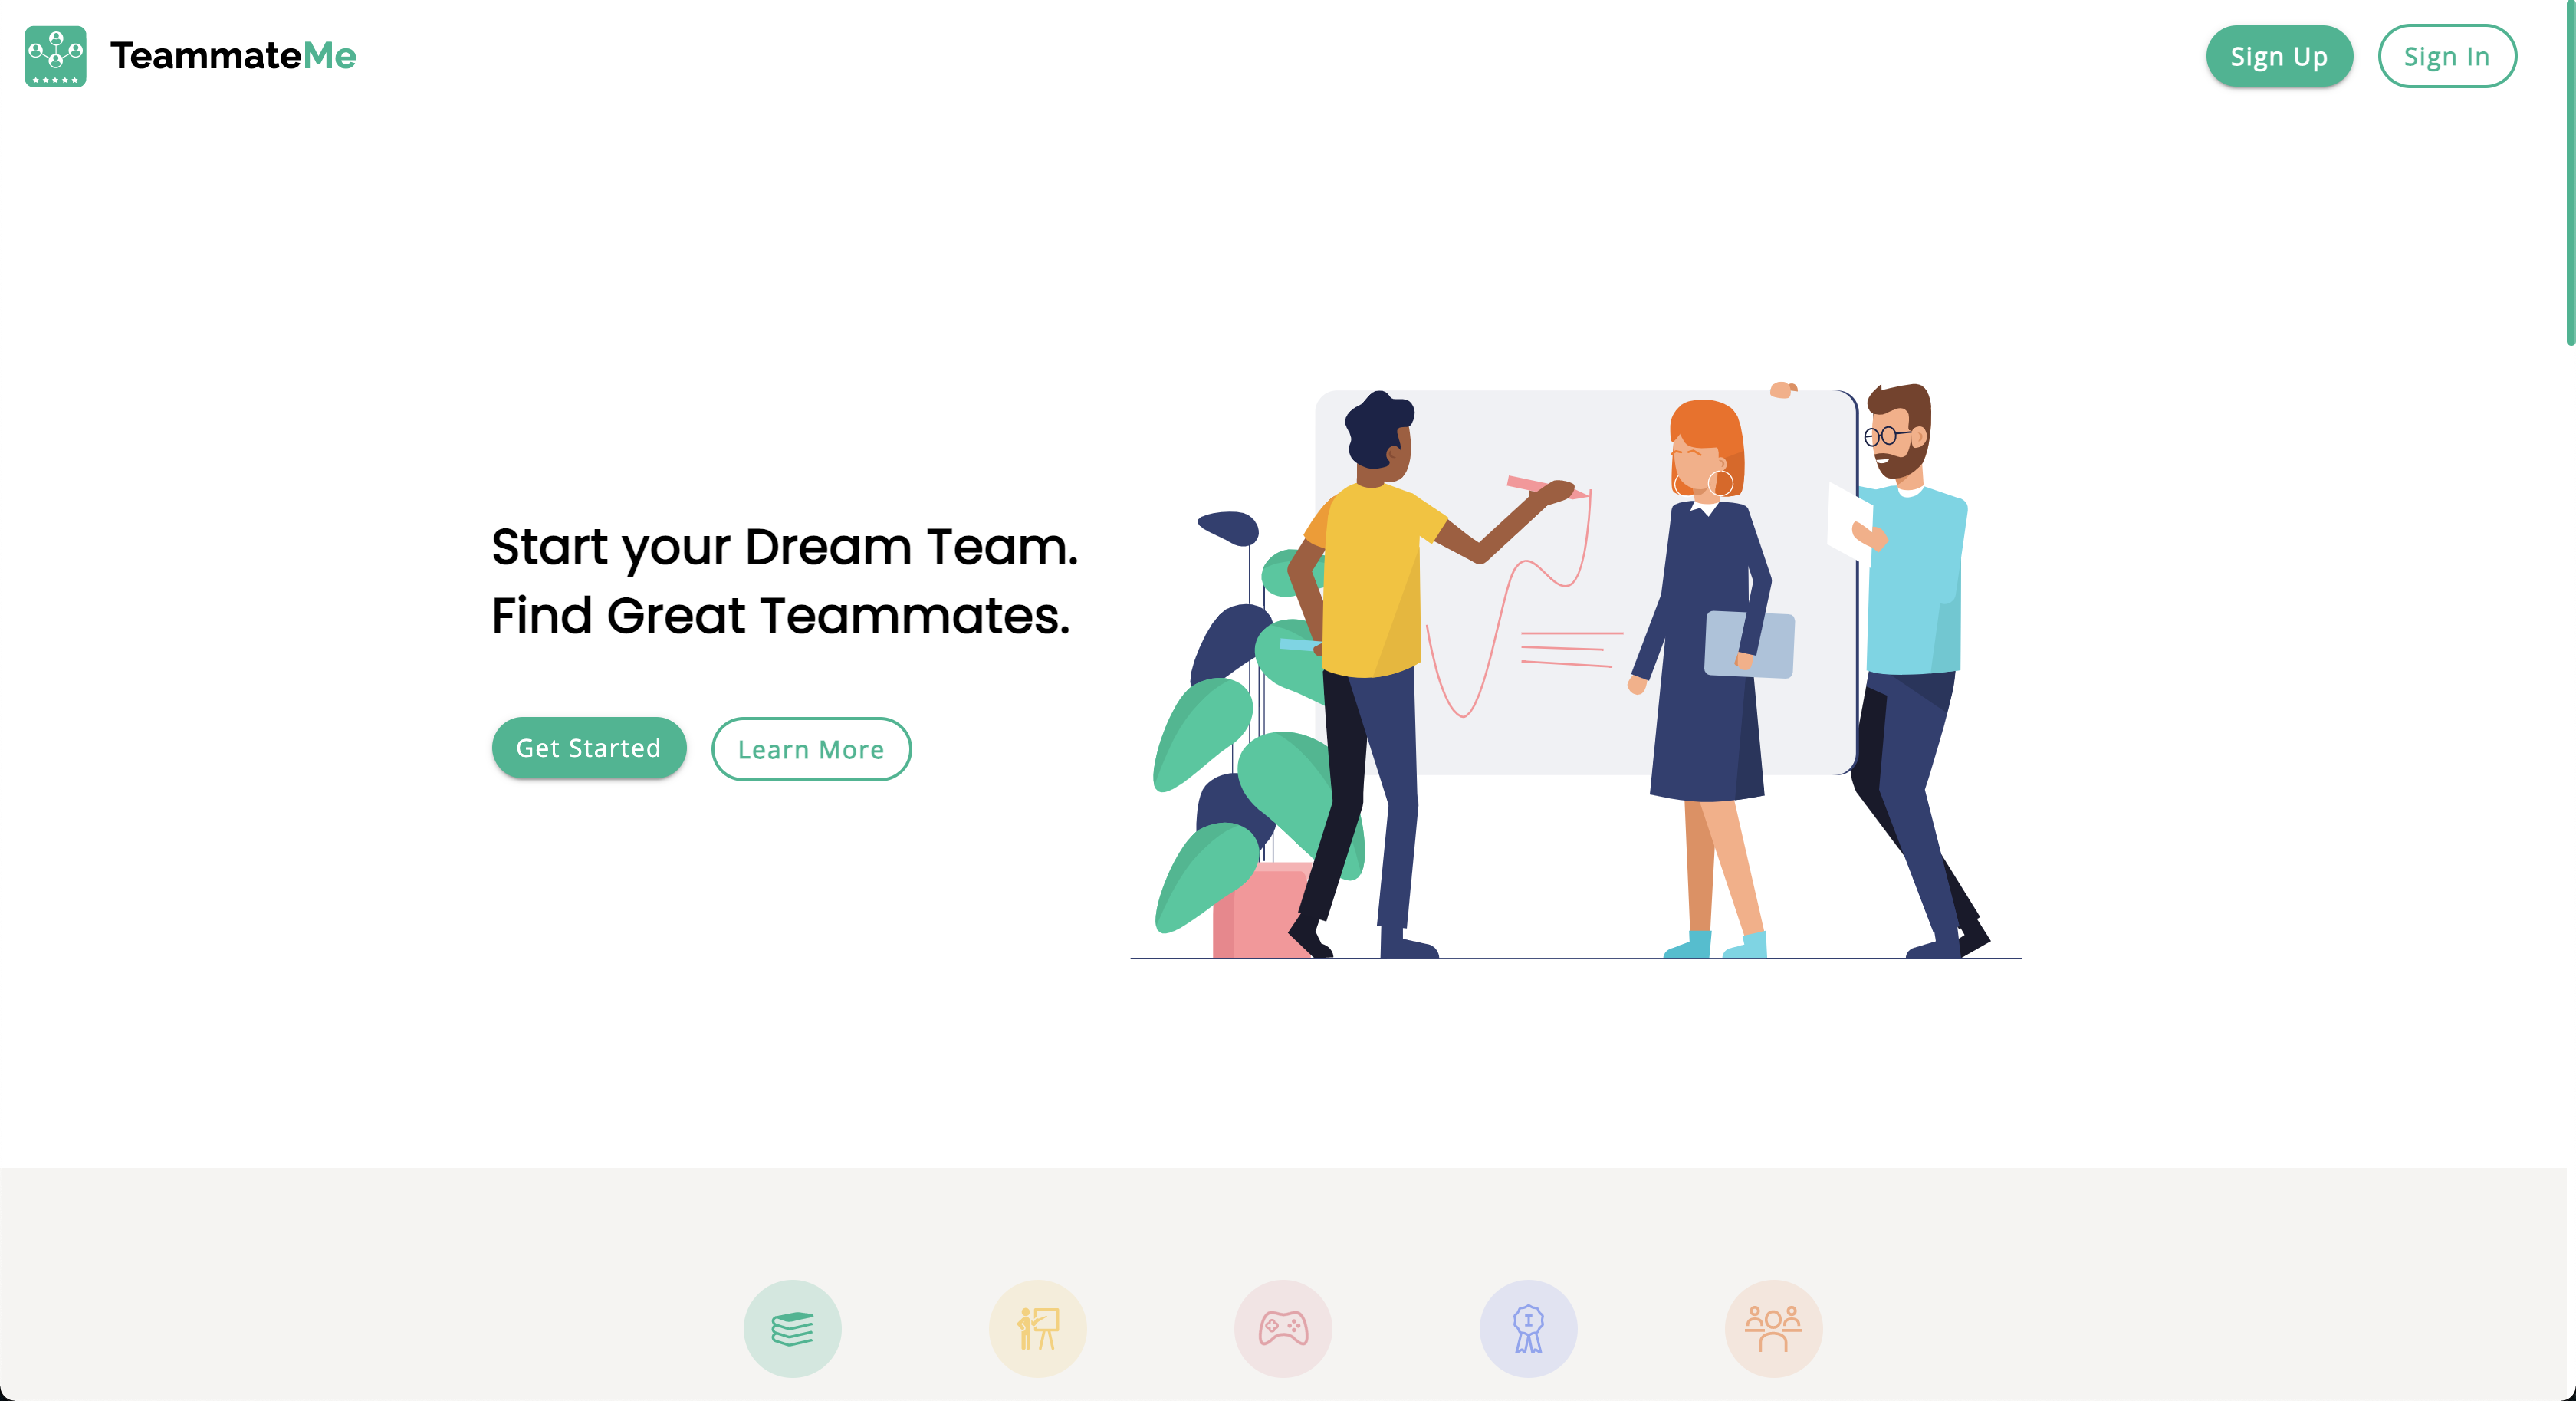 TeammateMe
Sign Up
Sign In
Start your Dream Team.
Find Great Teammates.
Get Started
Learn More
I